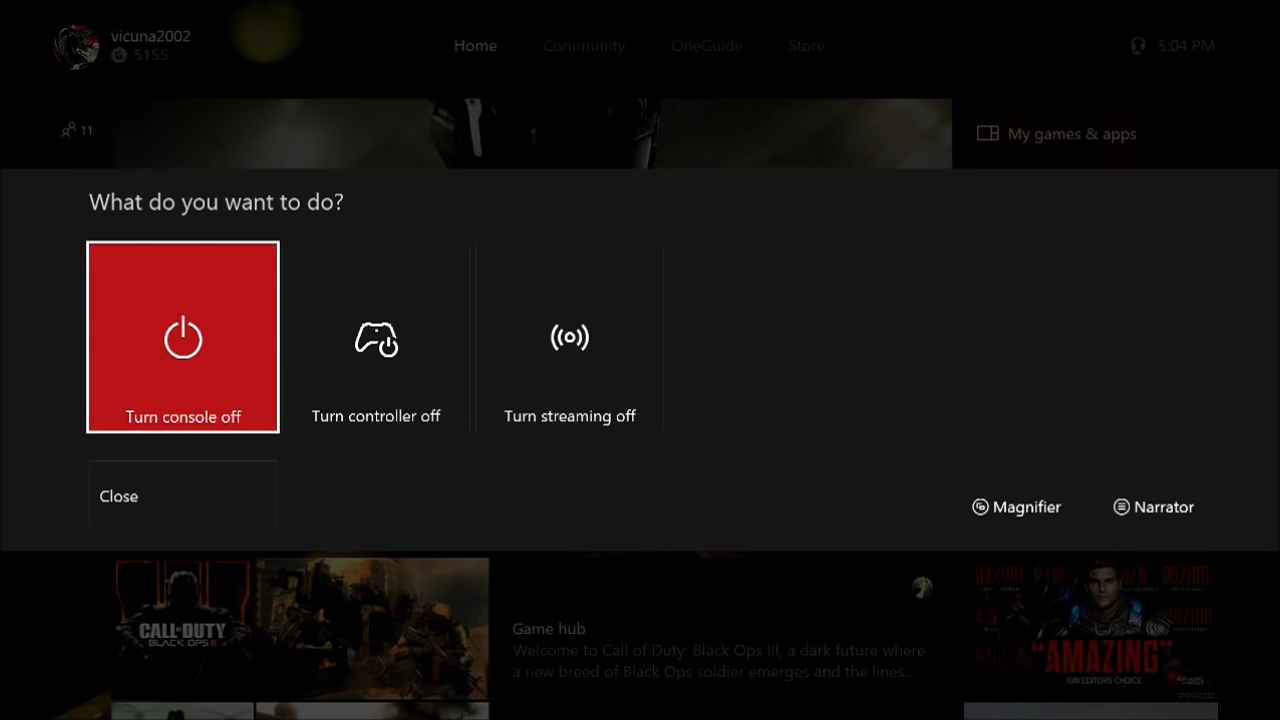 vicuna2002
G 5155
Home
Community
OneGuide
Store
5:04 PM
11
My games & apps
What do you want to do?
Turn console off
Turn controller off
Turn streaming off
Close
Magnifier
Narrator
CALL OF DUTY
BLACK OPS III
Game hub
Welcome to Call of Duty: Black Ops III, a dark future where
a new breed of Black Ops soldier emerges and the lines...
"AMAZING"
IGN EDITORS CHOICE